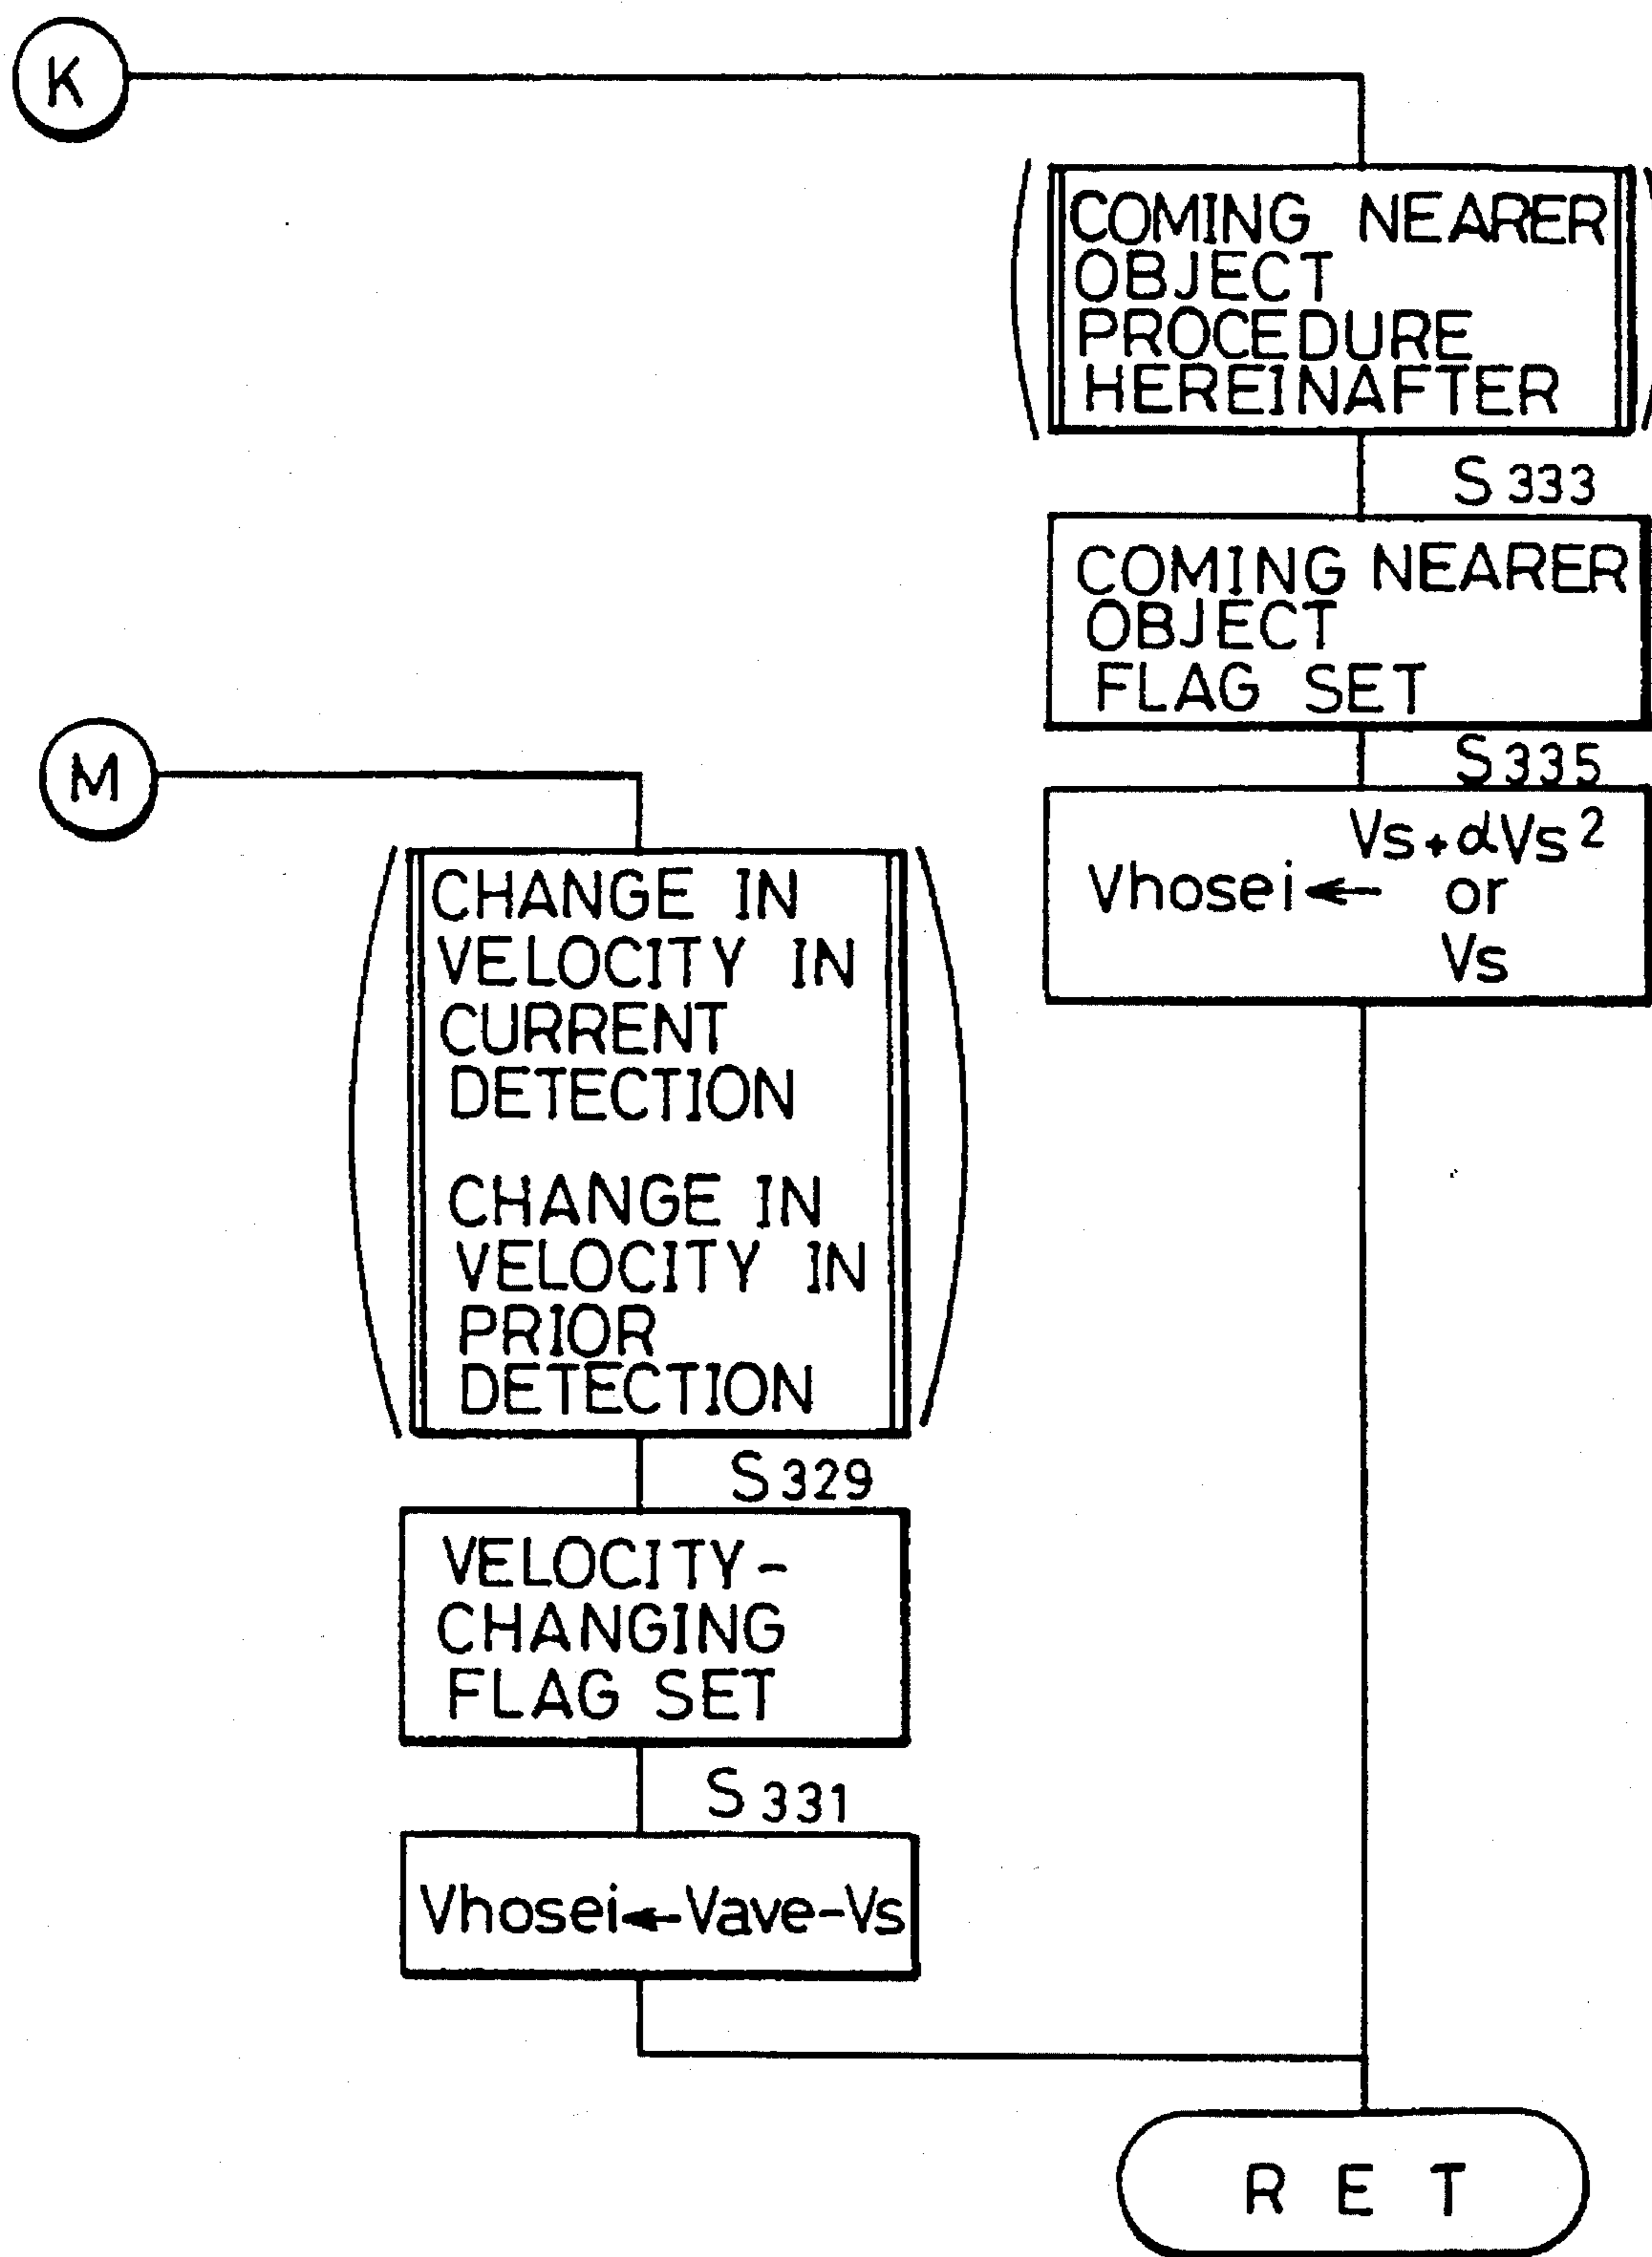 K
COMING NEARER
OBJECT
PROCEDURE
HEREINAFTER
S333
COMING NEARER
OBJECT
FLAG SET
S335
Vs+αVs²
Vhosei← or
Vs
M
CHANGE IN
VELOCITY IN
CURRENT
DETECTION
CHANGE IN
VELOCITY IN
PRIOR
DETECTION
S329
VELOCITY-
CHANGING
FLAG SET
S331
Vhosei←Vave-Vs
RET